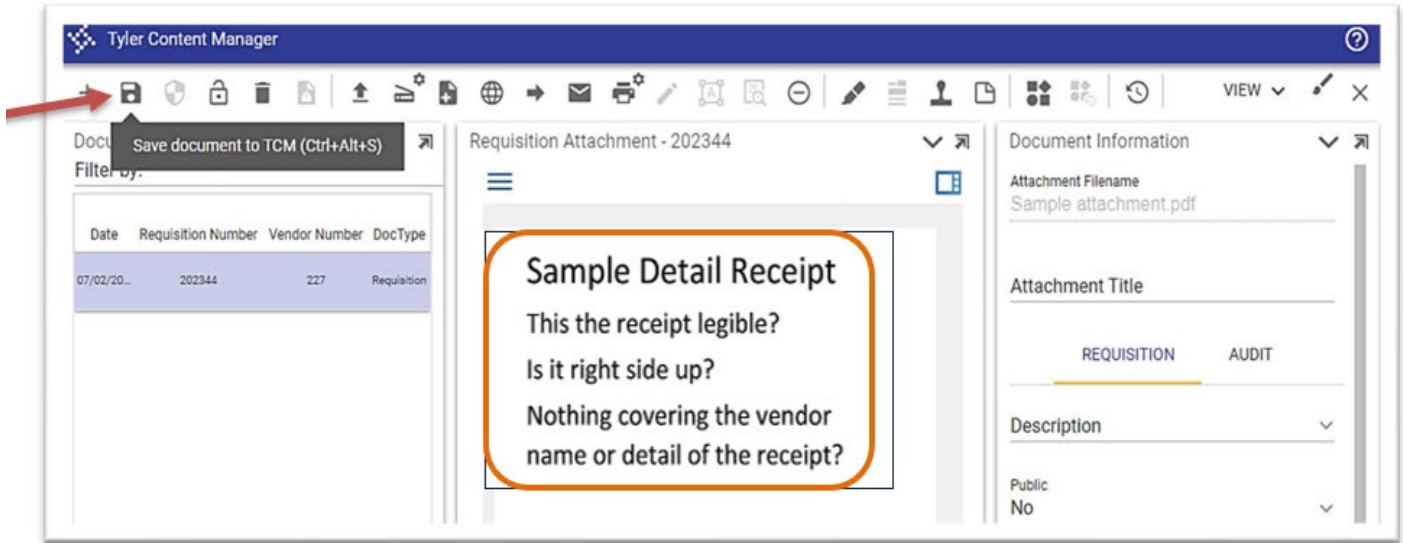 Tyler Content Manager
VIEW
Save document to TCM (Ctrl+Alt+S)
Filter by:
Date Requisition Number Vendor Number DocType
07/02/20... 202344 227 Requisition
Requisition Attachment - 202344
Sample Detail Receipt
This the receipt legible?
Is it right side up?
Nothing covering the vendor
name or detail of the receipt?
Document Information
Attachment Filename
Sample attachment.pdf
Attachment Title
REQUISITION AUDIT
Description
Public
No